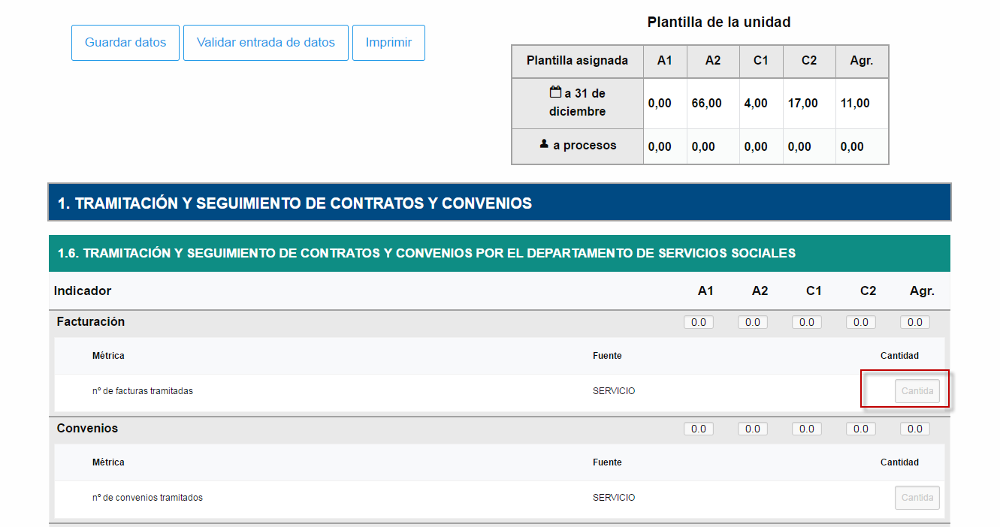 Plantilla de la unidad
Guardar datos Validar entrada de datos Imprimir
Plantilla asignada A1 A2 C1 C2 Agr.
a 31 de
diciembre
0,00 66,00 4,00 17,00 11,00
a procesos 0,00 0,00 0,00 0,00 0,00
1. TRAMITACIÓN Y SEGUIMIENTO DE CONTRATOS Y CONVENIOS
1.6. TRAMITACIÓN Y SEGUIMIENTO DE CONTRATOS Y CONVENIOS POR EL DEPARTAMENTO DE SERVICIOS SOCIALES
Indicador A1 A2 C1 C2 Agr.
Facturación 0.0 0.0 0.0 0.0 0.0
Métrica Fuente Cantidad
nº de facturas tramitadas SERVICIO Cantida
Convenios 0.0 0.0 0.0 0.0 0.0
Métrica Fuente Cantidad
nº de convenios tramitados SERVICIO Cantida